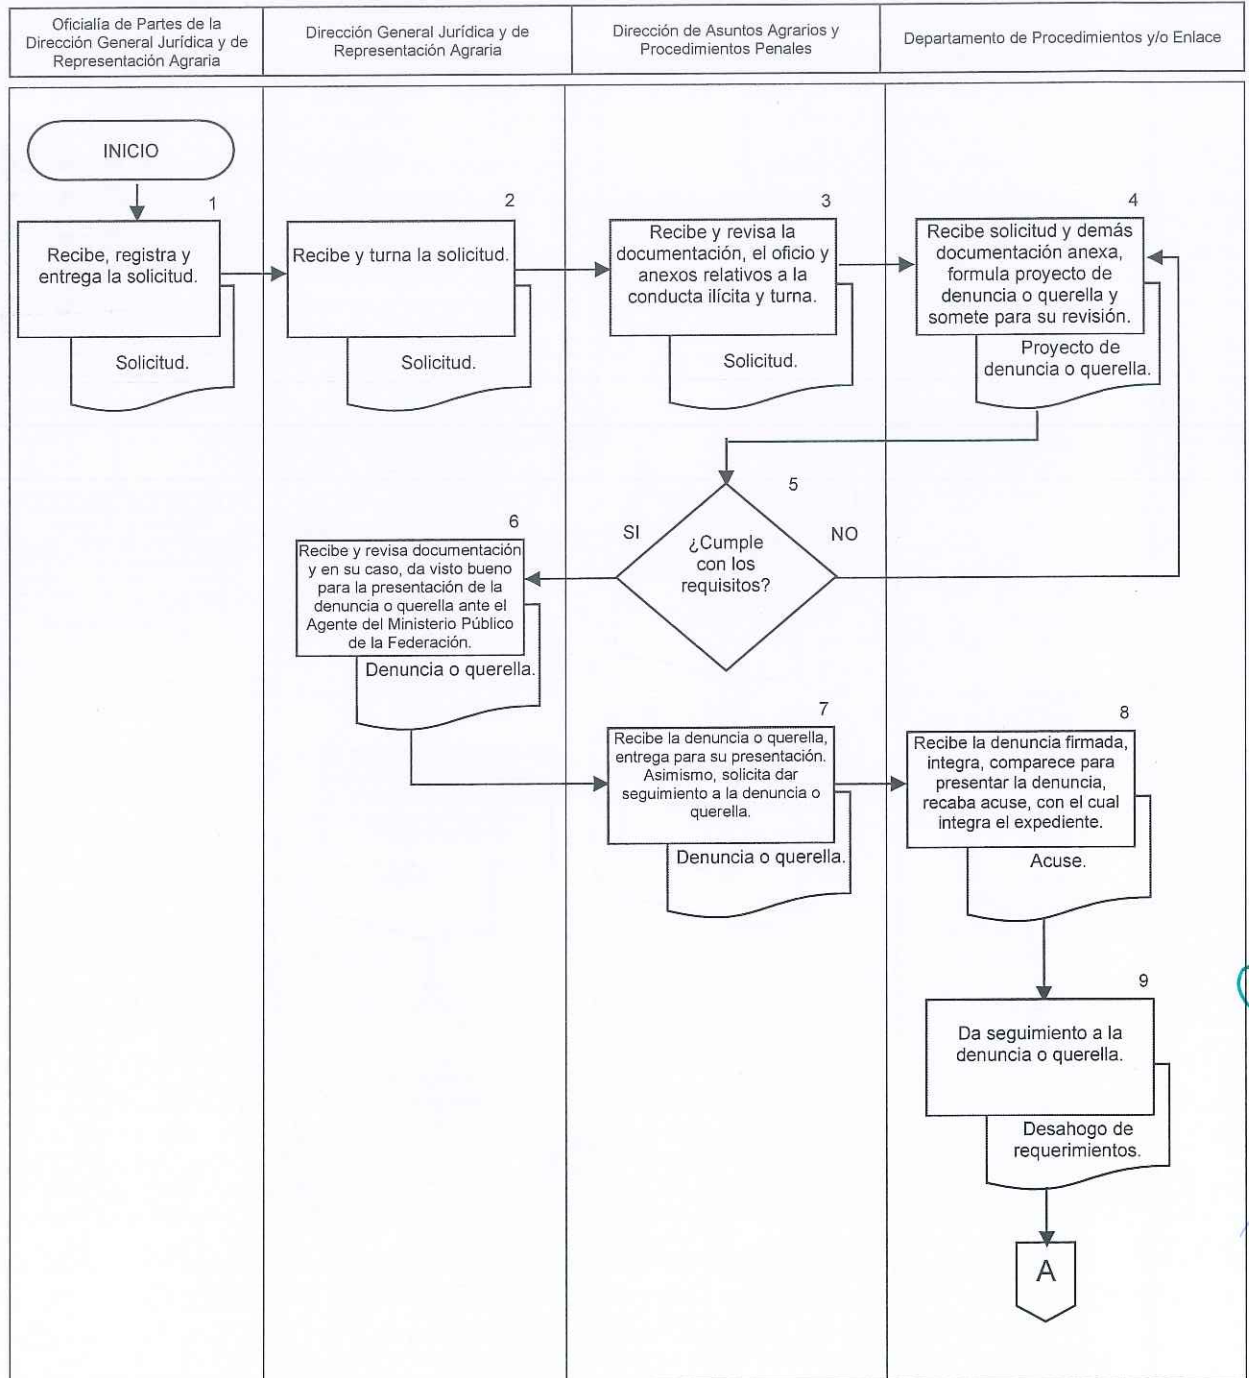 Oficialía de Partes de la
Dirección General Jurídica y de
Representación Agraria
Dirección General Jurídica y de
Representación Agraria
Dirección de Asuntos Agrarios y
Procedimientos Penales
Departamento de Procedimientos y/o Enlace
INICIO
1
Recibe, registra y
entrega la solicitud.
Solicitud.
2
Recibe y turna la solicitud.
Solicitud.
3
Recibe y revisa la
documentación, el oficio y
anexos relativos a la
conducta ilícita y turna.
Solicitud.
4
Recibe solicitud y demás
documentación anexa,
formula proyecto de
denuncia o querella y
somete para su revisión.
Proyecto de
denuncia o querella.
5
¿Cumple
con los
requisitos?
SI
NO
6
Recibe y revisa documentación
y en su caso, da visto bueno
para la presentación de la
denuncia o querella ante el
Agente del Ministerio Público
de la Federación.
Denuncia o querella.
7
Recibe la denuncia o querella,
entrega para su presentación.
Asimismo, solicita dar
seguimiento a la denuncia o
querella.
Denuncia o querella.
8
Recibe la denuncia firmada,
integra, comparece para
presentar la denuncia,
recaba acuse, con el cual
integra el expediente.
Acuse.
9
Da seguimiento a la
denuncia o querella.
Desahogo de
requerimientos.
A